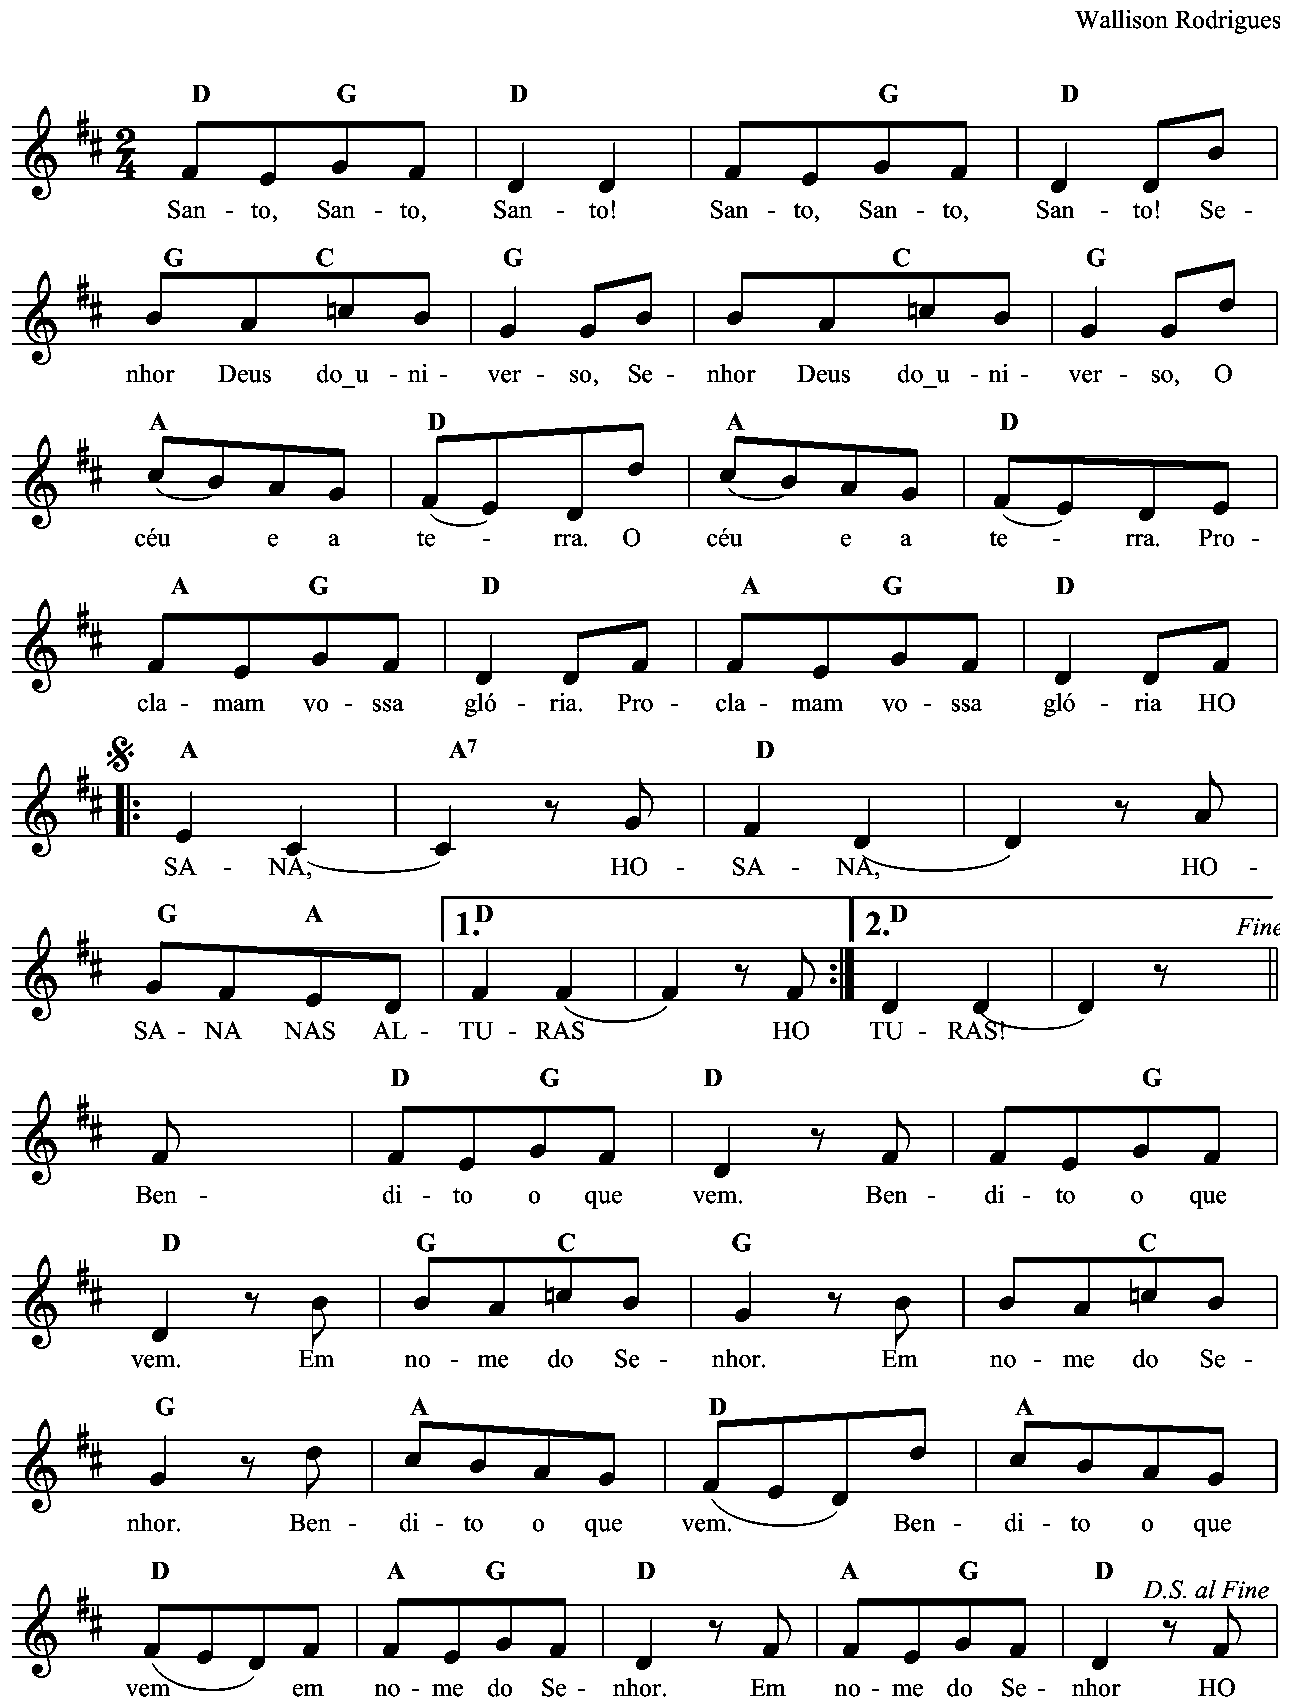 Wallison Rodrigues
D G D G D
2/4
San - to, San - to, San - to! San - to, San - to, San - to! Se -
G C G C G
nhor Deus do_u - ni - ver - so, Se - nhor Deus do_u - ni - ver - so, O
A D A D
céu e a te - rra. O céu e a te - rra. Pro -
A G D A G D
cla - mam vo - ssa gló - ria. Pro - cla - mam vo - ssa gló - ria HO
A A7 D
SA - NA, HO - SA - NA, HO -
G A 1. D 2. D Fine
SA - NA NAS AL - TU - RAS HO TU - RAS!
D G D G
Ben - di - to o que vem. Ben - di - to o que
D G C G C
vem. Em no - me do Se - nhor. Em no - me do Se -
G A D A
nhor. Ben - di - to o que vem. Ben - di - to o que
D A G D A G D D.S. al Fine
vem em no - me do Se - nhor. Em no - me do Se - nhor HO